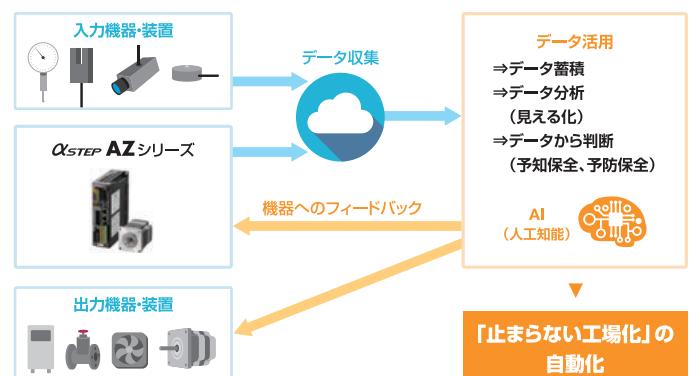 入力機器・装置
データ収集
データ活用
⇒データ蓄積
⇒データ分析
（見える化）
⇒データから判断
（予知保全、予防保全）
αSTEP AZシリーズ
機器へのフィードバック
AI
（人工知能）
出力機器・装置
「止まらない工場化」の
自動化